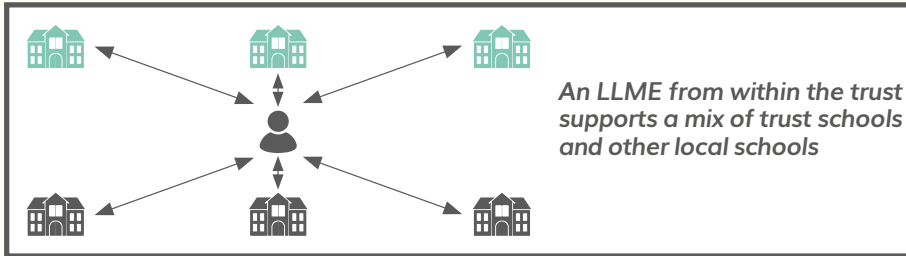 An LLME from within the trust
supports a mix of trust schools
and other local schools